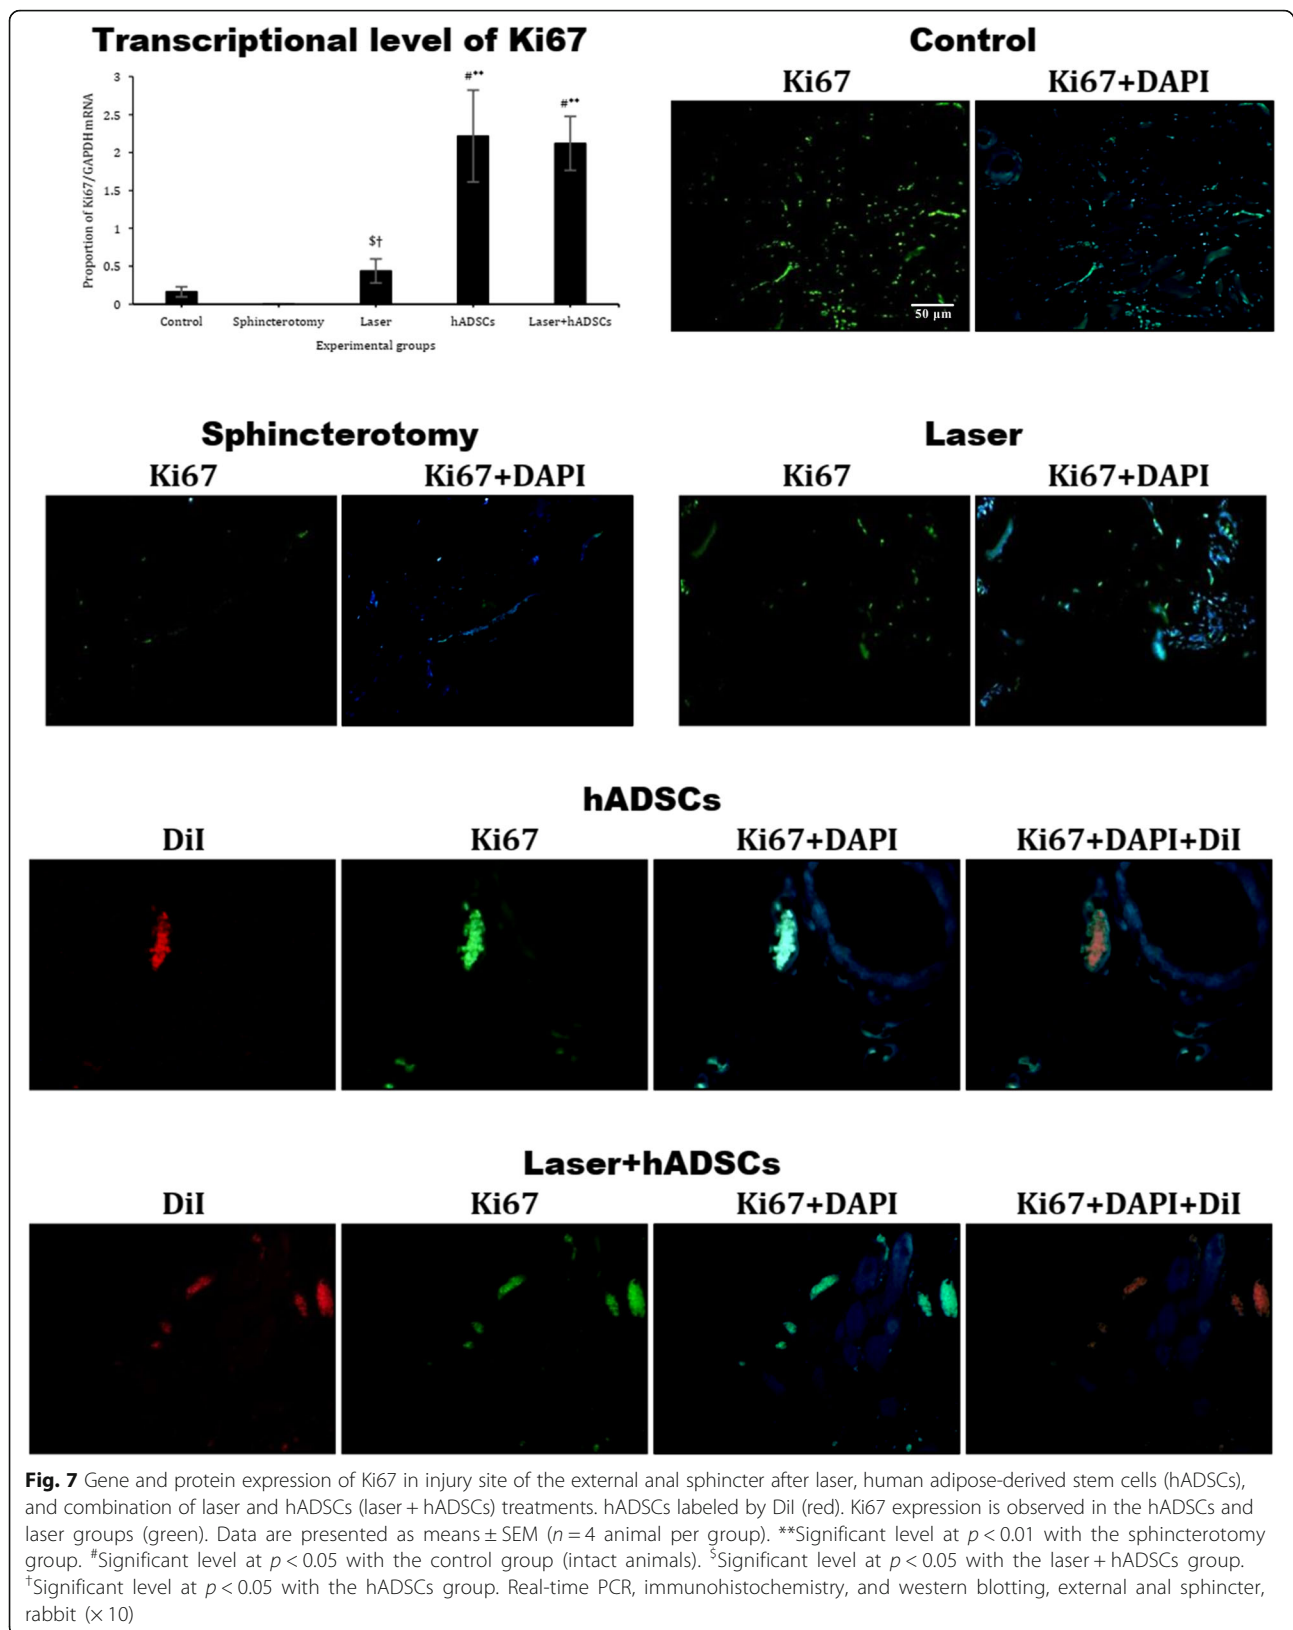 Transcriptional level of Ki67
3
2.5
2
1.5
1
0.5
0
Proportion of Ki67/GAPDH mRNA
$†
#**
#**
Control Sphincterotomy Laser hADSCs Laser+hADSCs
Experimental groups
Control
Ki67 Ki67+DAPI
50 µm
Sphincterotomy
Ki67 Ki67+DAPI
Laser
Ki67 Ki67+DAPI
hADSCs
DiI Ki67 Ki67+DAPI Ki67+DAPI+DiI
Laser+hADSCs
DiI Ki67 Ki67+DAPI Ki67+DAPI+DiI
Fig. 7 Gene and protein expression of Ki67 in injury site of the external anal sphincter after laser, human adipose-derived stem cells (hADSCs),
and combination of laser and hADSCs (laser + hADSCs) treatments. hADSCs labeled by DiI (red). Ki67 expression is observed in the hADSCs and
laser groups (green). Data are presented as means ± SEM (n = 4 animal per group). **Significant level at p < 0.01 with the sphincterotomy
group. #Significant level at p < 0.05 with the control group (intact animals). $Significant level at p < 0.05 with the laser + hADSCs group.
†Significant level at p < 0.05 with the hADSCs group. Real-time PCR, immunohistochemistry, and western blotting, external anal sphincter,
rabbit (× 10)